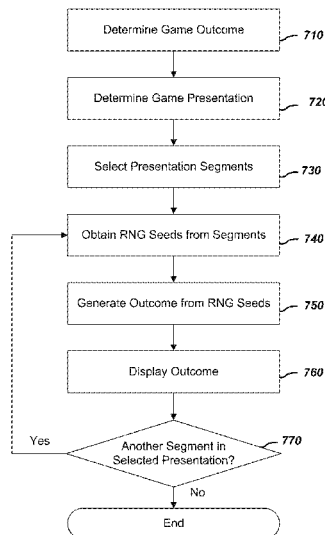 Determine Game Outcome
710
Determine Game Presentation
720
Select Presentation Segments
730
Obtain RNG Seeds from Segments
740
Generate Outcome from RNG Seeds
750
Display Outcome
760
Another Segment in
Selected Presentation?
770
Yes
No
End